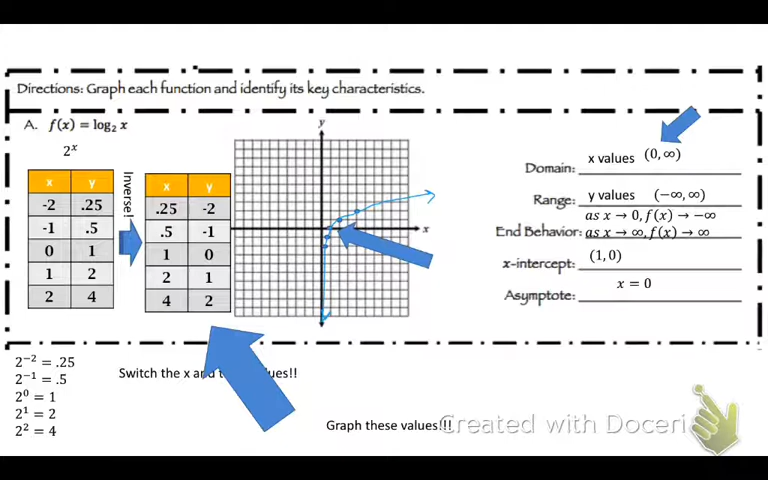 Directions: Graph each function and identify its key characteristics.
A. f(x) = log₂ x
2ˣ
x y
-2 .25
-1 .5
0 1
1 2
2 4
Inverse!
x y
.25 -2
.5 -1
1 0
2 1
4 2
y
x
Domain: x values (0, ∞)
Range: y values (−∞, ∞)
End Behavior: as x → 0, f(x) → −∞
as x → ∞, f(x) → ∞
x-intercept: (1, 0)
Asymptote: x = 0
2⁻² = .25
2⁻¹ = .5
2⁰ = 1
2¹ = 2
2² = 4
Switch the x and
Graph these values!!!
Created with Doceri